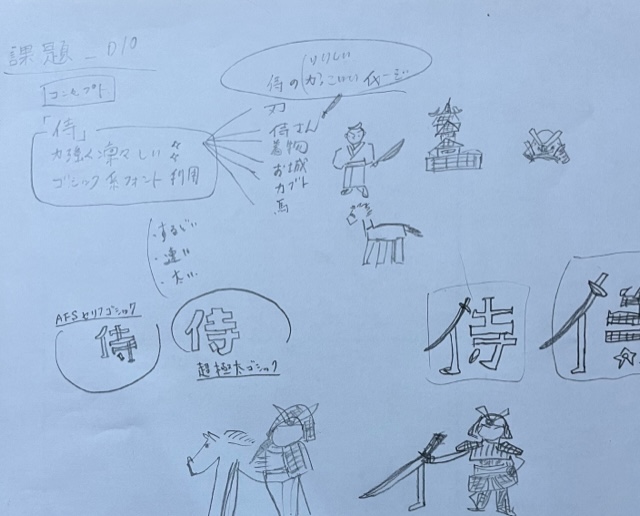 課題_010
コンセプト
侍の(りりしい
かっこいい イメージ
「侍」
力強く凛々しい
ゴシック系フォント利用
刀
侍さん
着物
お城
カブト
馬
・するどい
・速い
・太い
AFSセリフゴシック
侍
侍
超極太ゴシック
侍